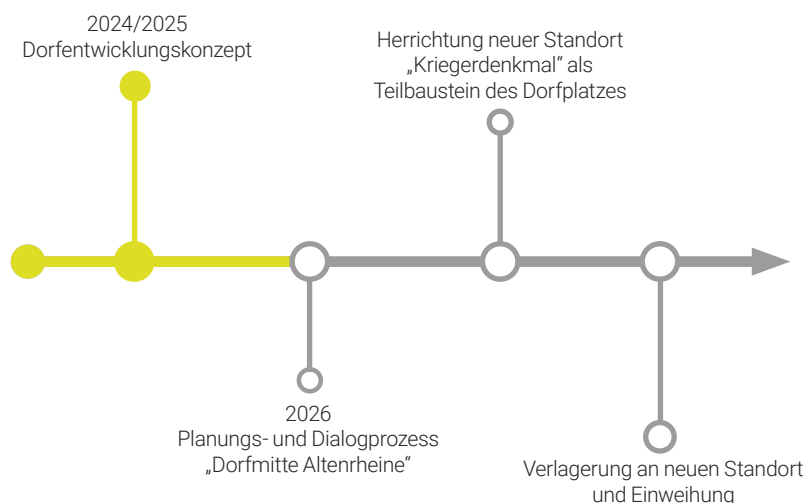 2024/2025
Dorfentwicklungskonzept
Herrichtung neuer Standort
„Kriegerdenkmal“ als
Teilbaustein des Dorfplatzes
2026
Planungs- und Dialogprozess
„Dorfmitte Altenrheine“
Verlagerung an neuen Standort
und Einweihung